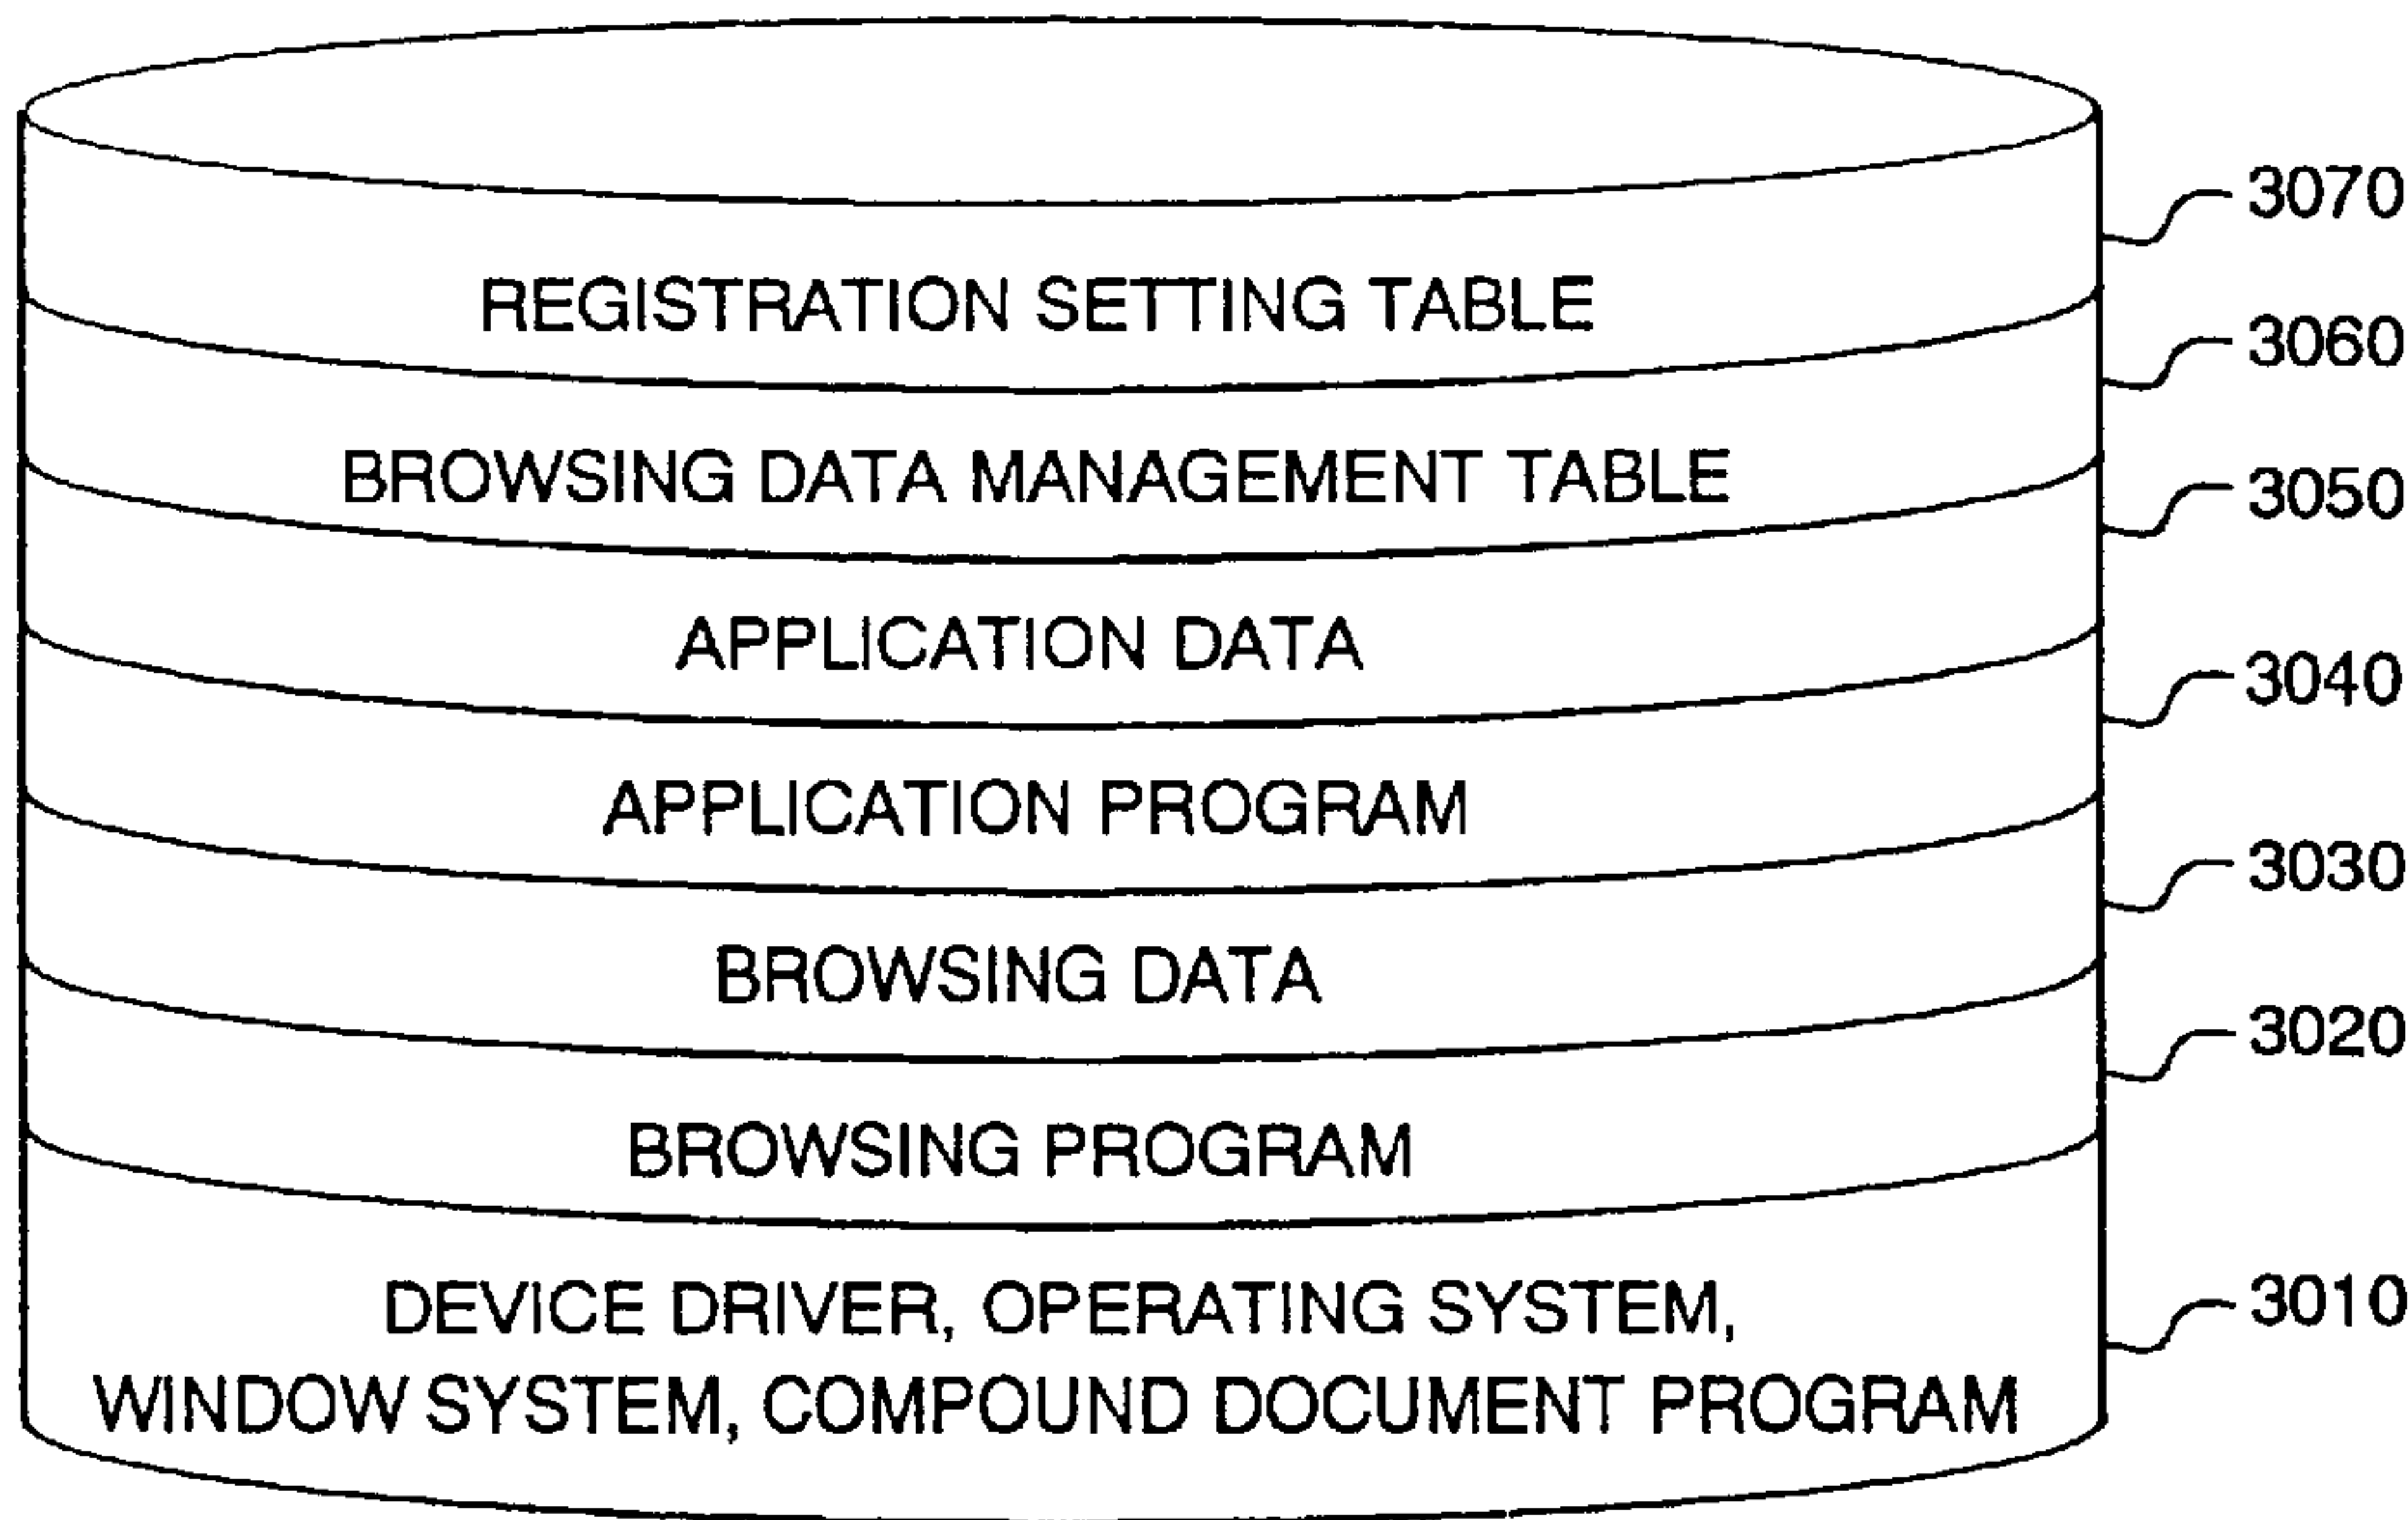 3070
REGISTRATION SETTING TABLE
3060
BROWSING DATA MANAGEMENT TABLE
3050
APPLICATION DATA
3040
APPLICATION PROGRAM
3030
BROWSING DATA
3020
BROWSING PROGRAM
DEVICE DRIVER, OPERATING SYSTEM,
3010
WINDOW SYSTEM, COMPOUND DOCUMENT PROGRAM